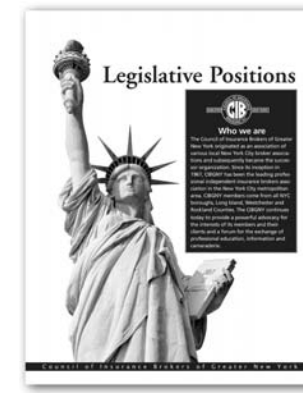 Legislative Positions
CIB
Who we are
The Council of Insurance Brokers of Greater
New York originated as an association of
various local New York City broker associa-
tions and subsequently became the succes-
sor organization. Since its inception in
1967, CIBGNY has been the leading profes-
sional independent insurance brokers asso-
ciation in the New York City metropolitan
area. CIBGNY members come from all NYC
boroughs, Long Island, Westchester and
Rockland Counties. The CIBGNY continues
today to provide a powerful advocacy for
the interests of its members and their
clients and a forum for the exchange of
professional education, information and
camaraderie.
Council of Insurance Brokers of Greater New York